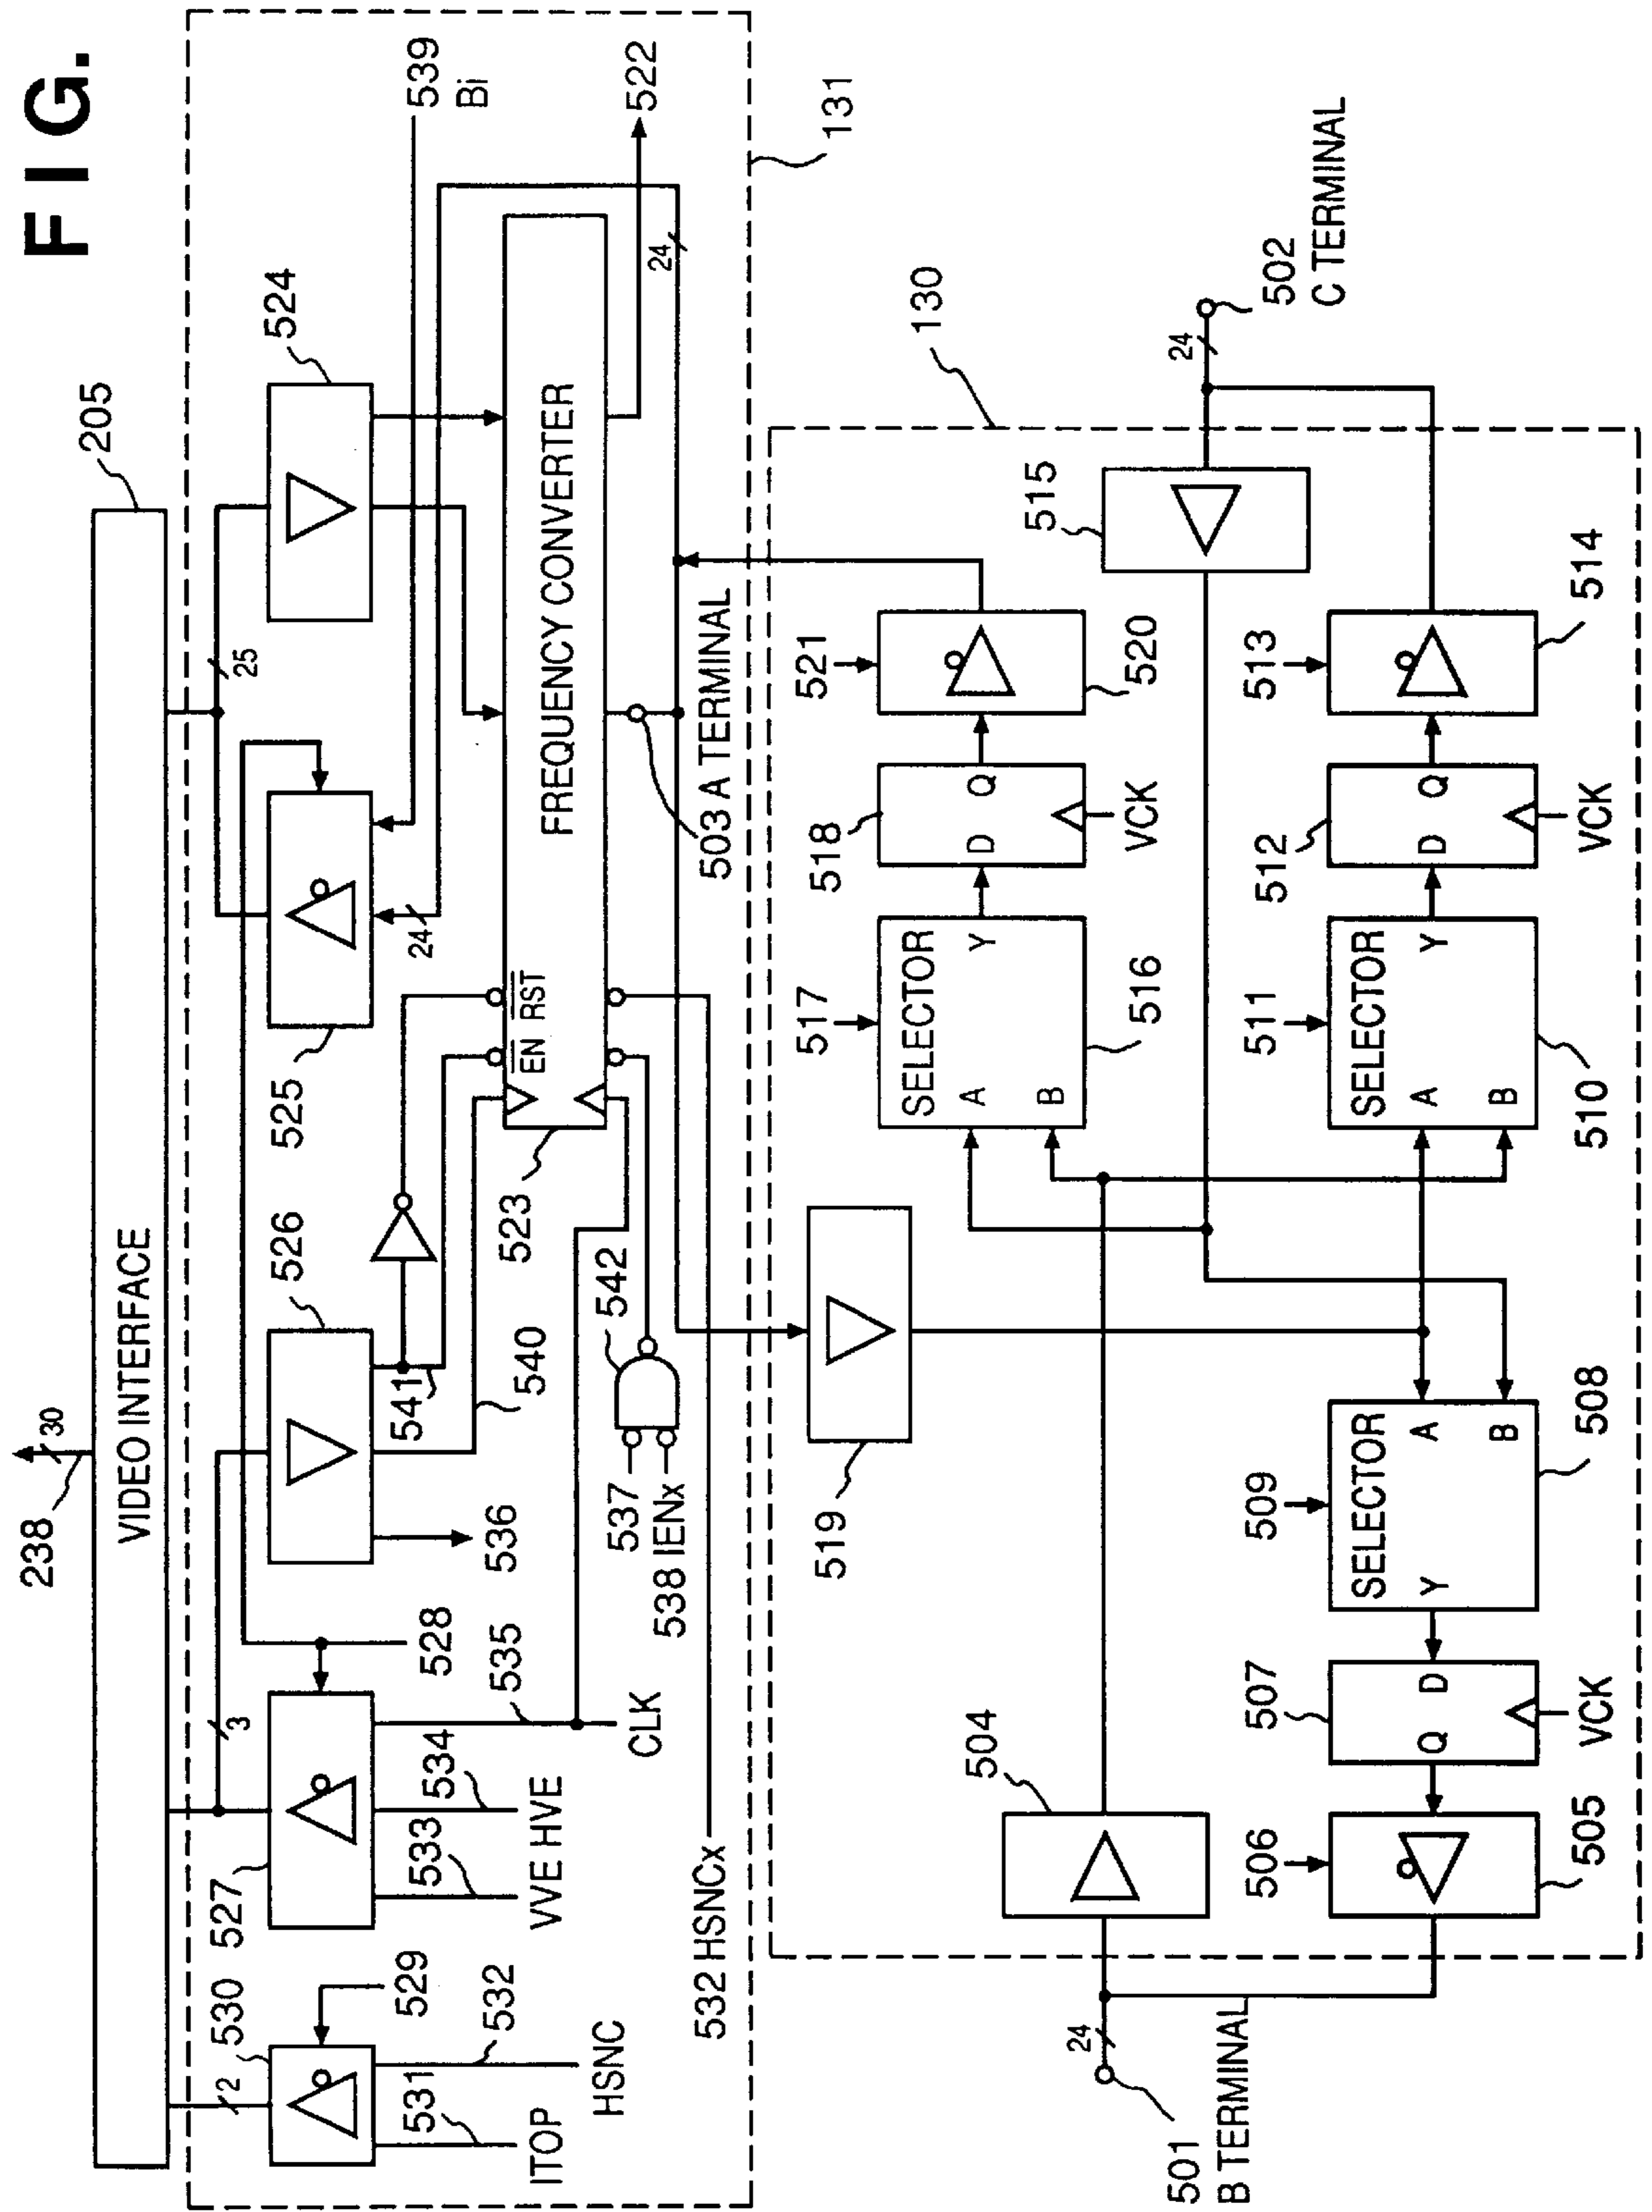 FIG.
238
30
205
VIDEO INTERFACE
530
2
529
531
532
ITOP
HSNC
527
3
528
533
534
535
VVE HVE
CLK
526
536
541
540
525
25
24
524
539
Bi
EN RST
FREQUENCY CONVERTER
523
522
24
503 A TERMINAL
537
538 IENx
542
532 HSNCx
131
130
519
504
517
SELECTOR
A
B
Y
516
518
D Q
VCK
521
520
515
24
502
C TERMINAL
24
501
B TERMINAL
506
505
507
Q D
VCK
509
SELECTOR
Y A
B
508
511
SELECTOR
A Y
B
510
512
D Q
VCK
513
514